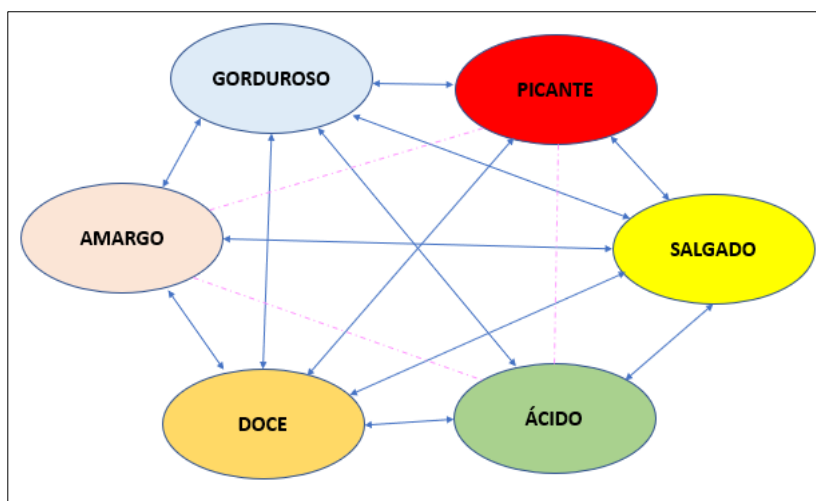 GORDUROSO
PICANTE
AMARGO
SALGADO
DOCE
ÁCIDO